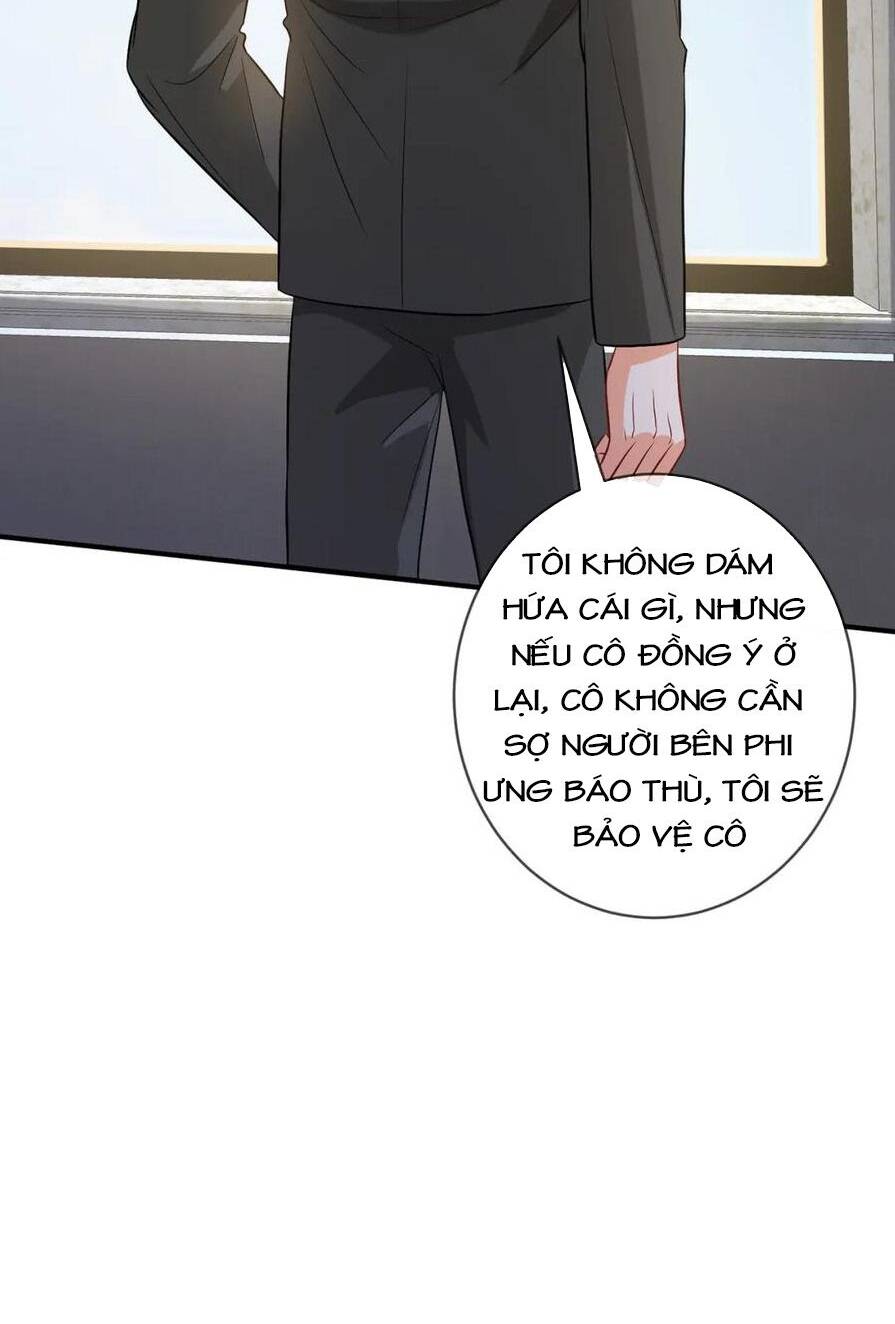 TÔI KHÔNG DÁM
HỨA CÁI GÌ, NHƯNG
NẾU CÔ ĐỒNG Ý Ở
LẠI, CÔ KHÔNG CẦN
SỢ NGƯỜI BÊN PHI
ƯNG BÁO THÙ, TÔI SẼ
BẢO VỆ CÔ